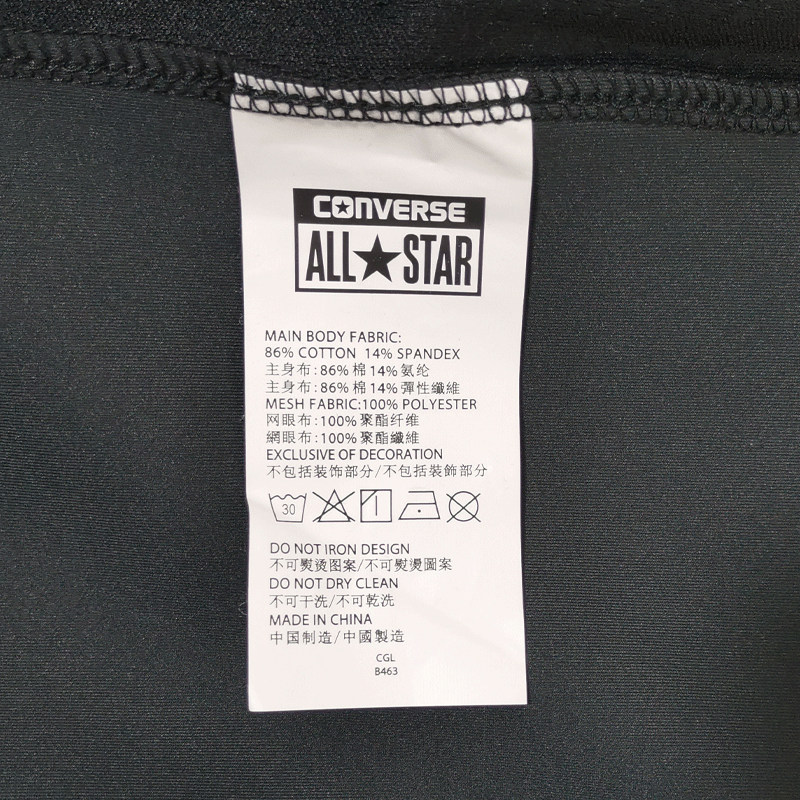 CONVERSE
ALL★STAR
MAIN BODY FABRIC:
86% COTTON 14% SPANDEX
主身布:86%棉14%氨纶
主身布:86%棉14%彈性纖維
MESH FABRIC:100% POLYESTER
网眼布:100%聚酯纤维
網眼布:100%聚酯纖維
EXCLUSIVE OF DECORATION
不包括装饰部分/不包括裝飾部分
30
DO NOT IRON DESIGN
不可熨烫图案/不可熨燙圖案
DO NOT DRY CLEAN
不可干洗/不可乾洗
MADE IN CHINA
中国制造/中國製造
CGL
B463